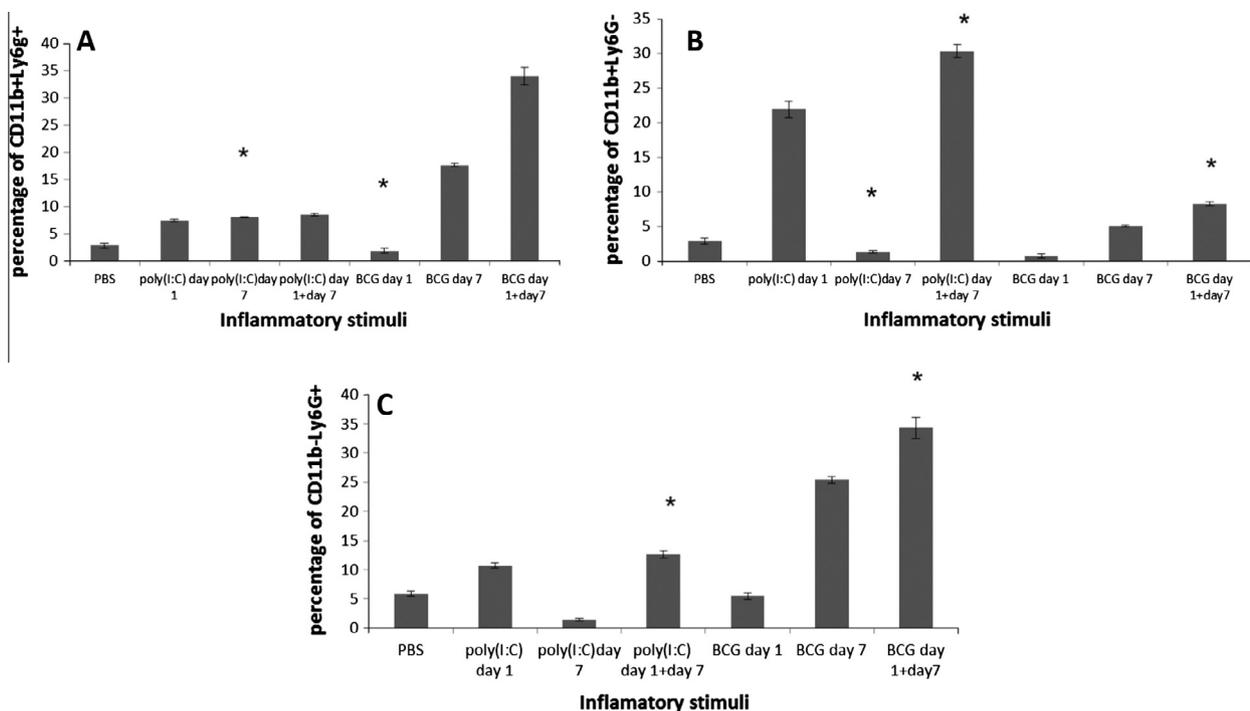 A
percentage of CD11b+Ly6g+
40
35
30
25
20
15
10
5
0
*
*
PBS
poly(I:C) day
1
poly(I:C)day
7
poly(I:C) day
1+day 7
BCG day 1
BCG day 7
BCG day
1+day7
Inflammatory stimuli
B
percentage of CD11b+Ly6G-
35
30
25
20
15
10
5
0
*
*
*
PBS
poly(I:C) day 1
poly(I:C)day 7
poly(I:C) day
1+day 7
BCG day 1
BCG day 7
BCG day
1+day7
Inflammatory stimuli
C
percentage of CD11b-Ly6G+
40
35
30
25
20
15
10
5
0
*
*
PBS
poly(I:C)
day 1
poly(I:C)day
7
poly(I:C)
day 1+day 7
BCG day 1
BCG day 7
BCG day
1+day7
Inflamatory stimuli